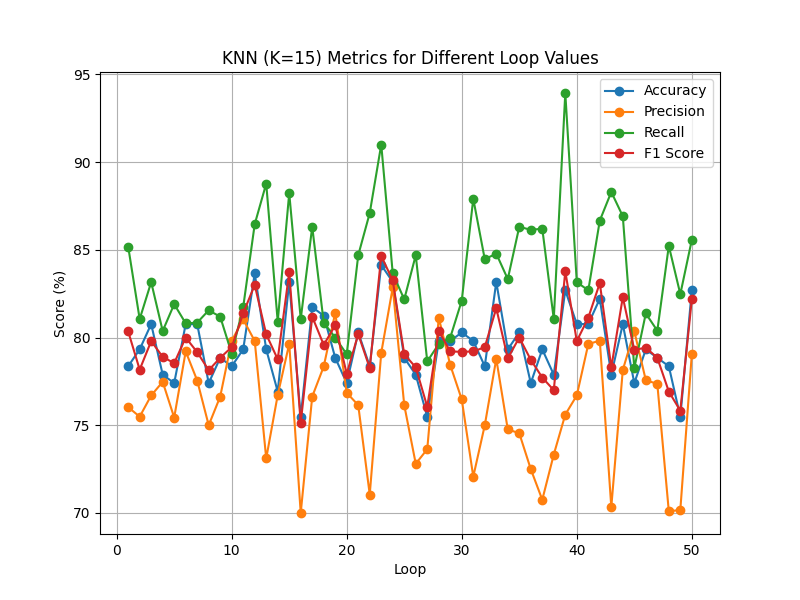 KNN (K=15) Metrics for Different Loop Values
Accuracy
Precision
Recall
F1 Score
Score (%)
95
90
85
80
75
70
0 10 20 30 40 50
Loop